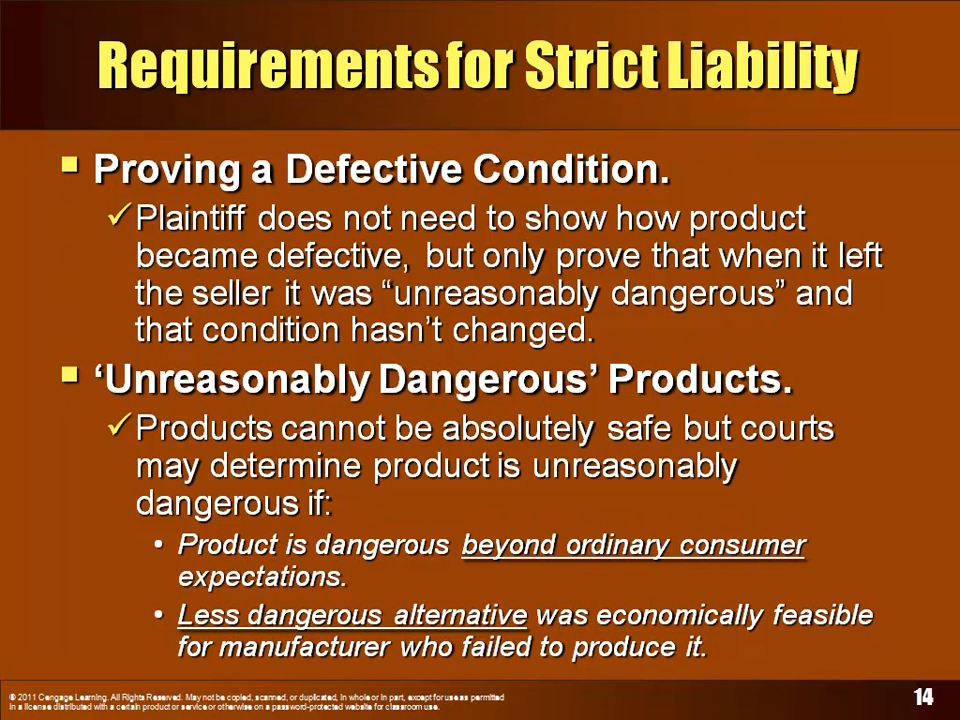 Requirements for Strict Liability
▪ Proving a Defective Condition.
✓Plaintiff does not need to show how product
became defective, but only prove that when it left
the seller it was “unreasonably dangerous” and
that condition hasn’t changed.
▪ ‘Unreasonably Dangerous’ Products.
✓Products cannot be absolutely safe but courts
may determine product is unreasonably
dangerous if:
• Product is dangerous beyond ordinary consumer
expectations.
• Less dangerous alternative was economically feasible
for manufacturer who failed to produce it.
© 2011 Cengage Learning. All Rights Reserved. May not be copied, scanned, or duplicated, in whole or in part, except for use as permitted
in a license distributed with a certain product or service or otherwise on a password-protected website for classroom use.
14